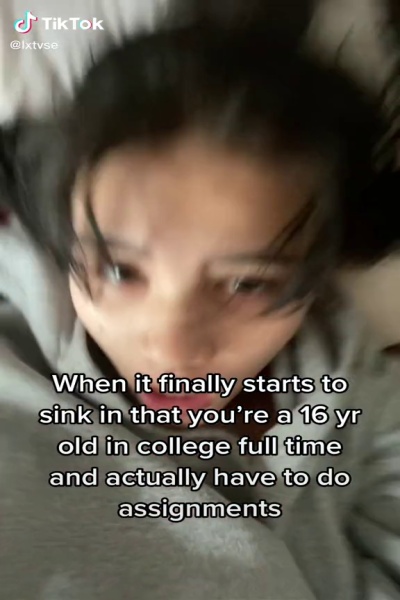 TikTok
@lxtvse
When it finally starts to
sink in that you're a 16 yr
old in college full time
and actually have to do
assignments